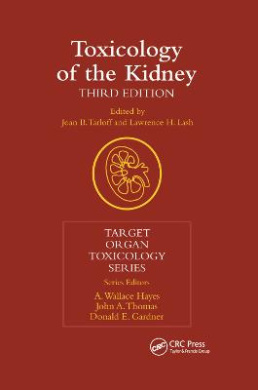 Toxicology
of the Kidney
THIRD EDITION
Edited by
Joan B. Tarloff and Lawrence H. Lash
TARGET
ORGAN
TOXICOLOGY
SERIES
Series Editors
A. Wallace Hayes
John A. Thomas
Donald E. Gardner
CRC Press
Taylor & Francis Group